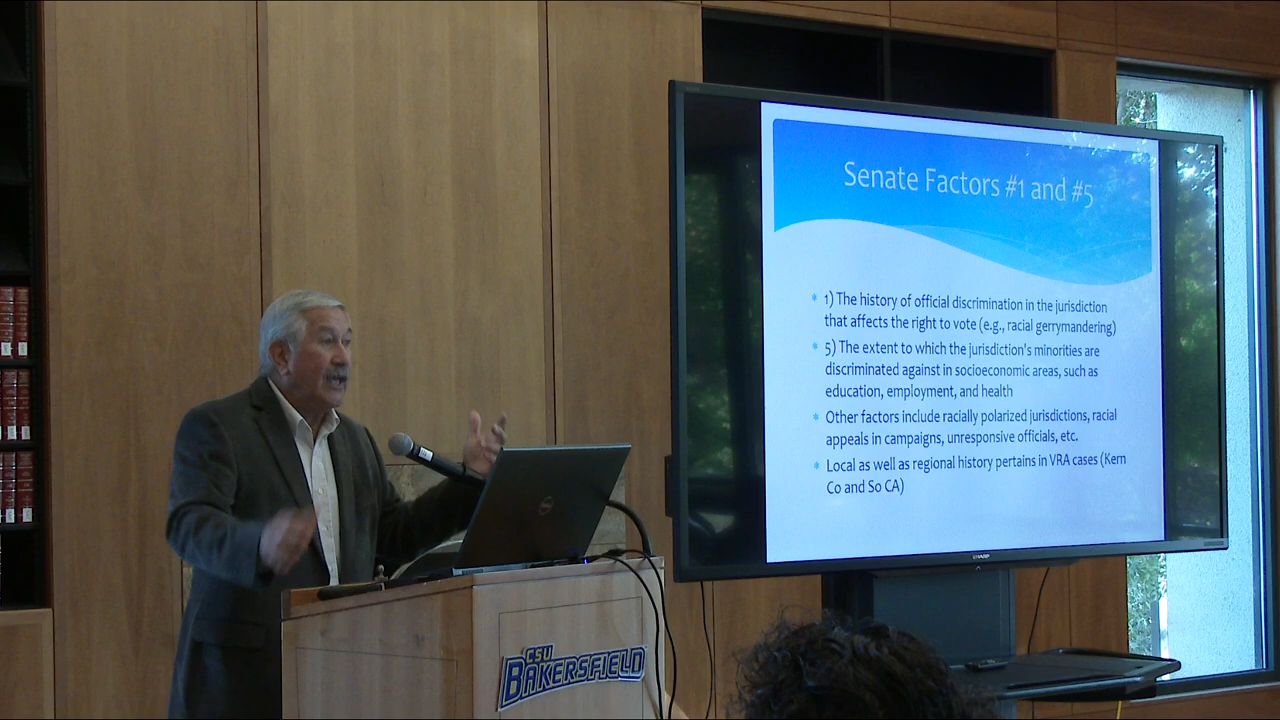 Senate Factors #1 and #5
* 1) The history of official discrimination in the jurisdiction
that affects the right to vote (e.g., racial gerrymandering)
* 5) The extent to which the jurisdiction's minorities are
discriminated against in socioeconomic areas, such as
education, employment, and health
* Other factors include racially polarized jurisdictions, racial
appeals in campaigns, unresponsive officials, etc.
* Local as well as regional history pertains in VRA cases (Kern
Co and So CA)
SHARP
DELL
CSU
BAKERSFIELD